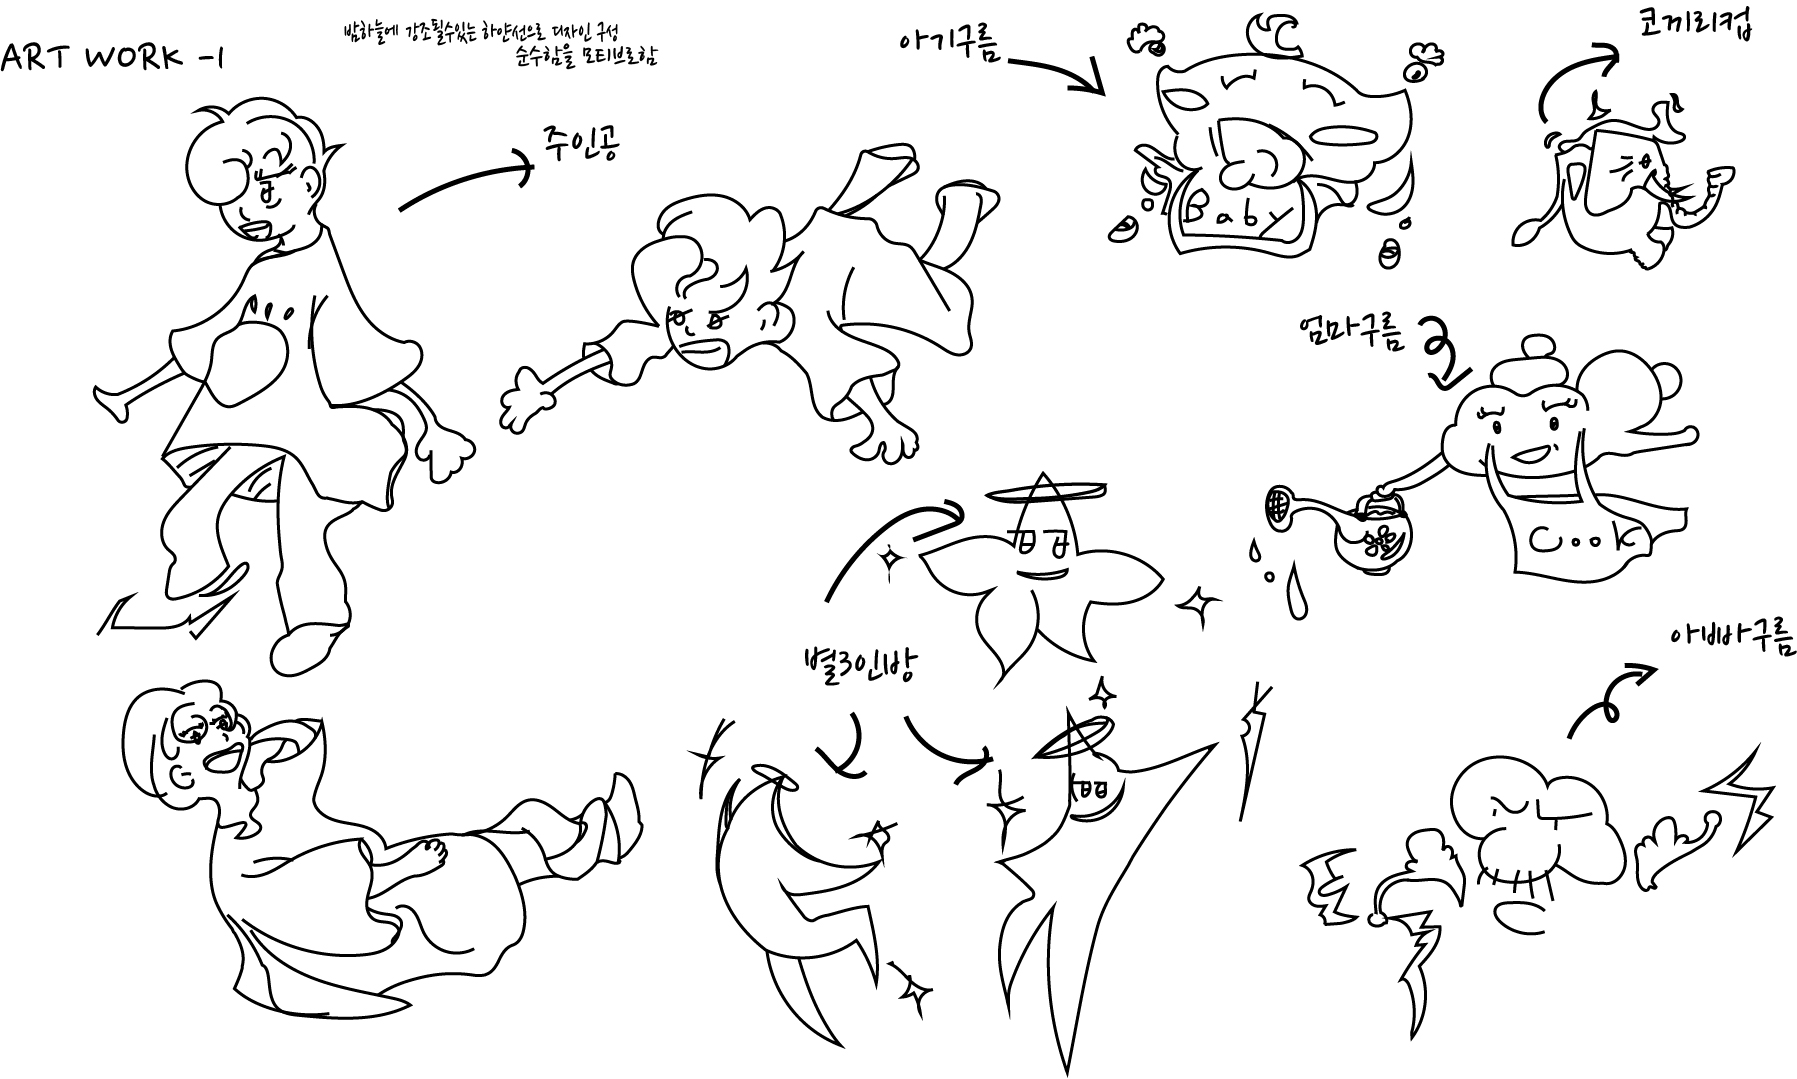 ART WORK -1
밤하늘에 강조될수있는 하얀선으로 디자인 구성
순수함을 모티브로함
주인공
아기구름
Baby
코끼리컵
엄마구름
Cook
별3인방
아빠구름